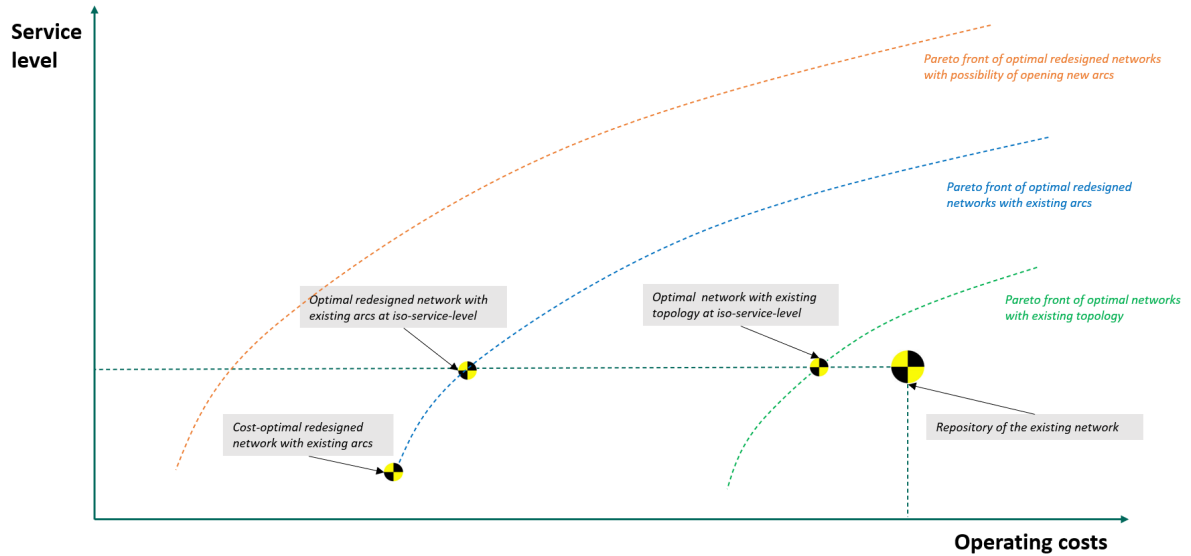 Service
level
Pareto front of optimal redesigned networks
with possibility of opening new arcs
Pareto front of optimal redesigned
networks with existing arcs
Optimal redesigned network with
existing arcs at iso-service-level
Optimal  network with existing
topology at iso-service-level
Pareto front of optimal networks
with existing topology
Cost-optimal redesigned
network with existing arcs
Repository of the existing network
Operating costs